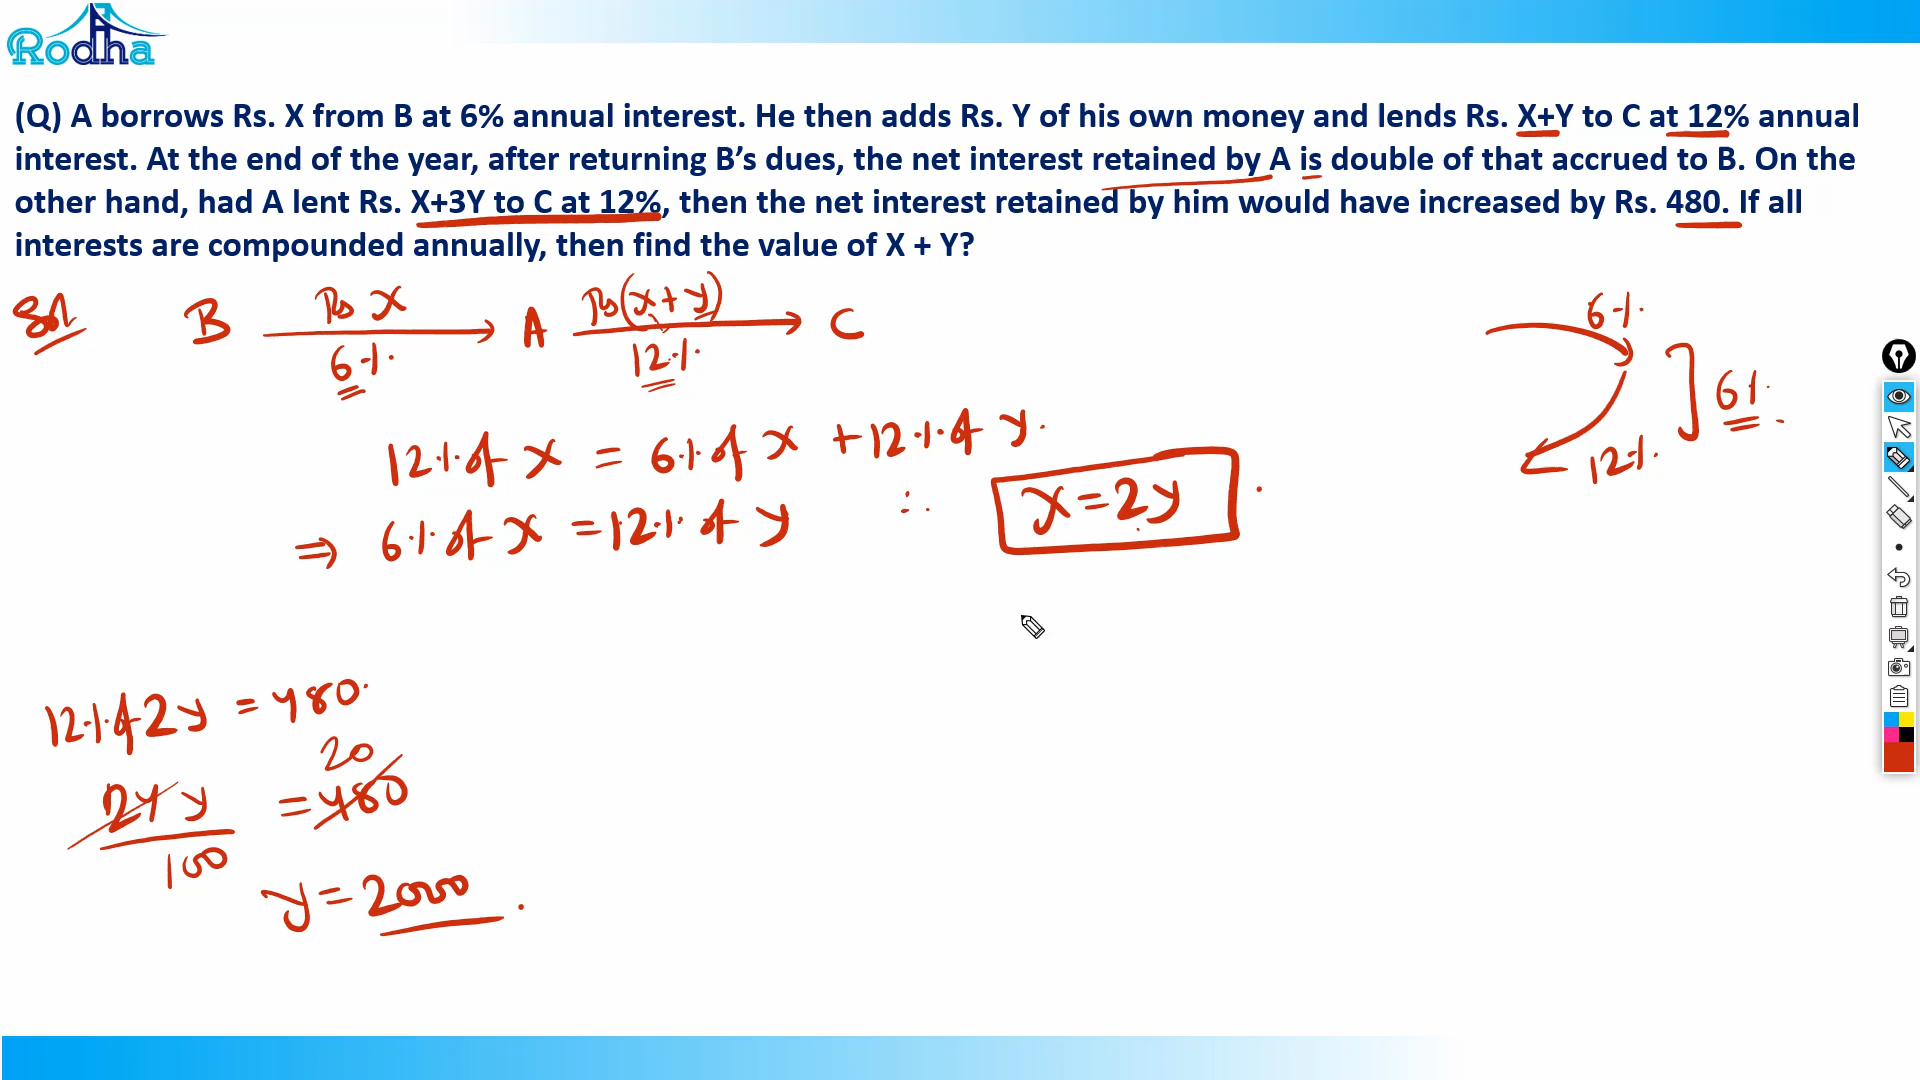 Rodha
(Q) A borrows Rs. X from B at 6% annual interest. He then adds Rs. Y of his own money and lends Rs. X+Y to C at 12% annual
interest. At the end of the year, after returning B’s dues, the net interest retained by A is double of that accrued to B. On the
other hand, had A lent Rs. X+3Y to C at 12%, then the net interest retained by him would have increased by Rs. 480. If all
interests are compounded annually, then find the value of X + Y?
Sol B Rs X A Rs(x+y) C
6% 12%
6%
6%
12%
12% of x = 6% of x + 12% of y.
⇒ 6% of x = 12% of y ∴ x = 2y
12% of 2y = 480.
20
24 y = 480
100
y = 2000.